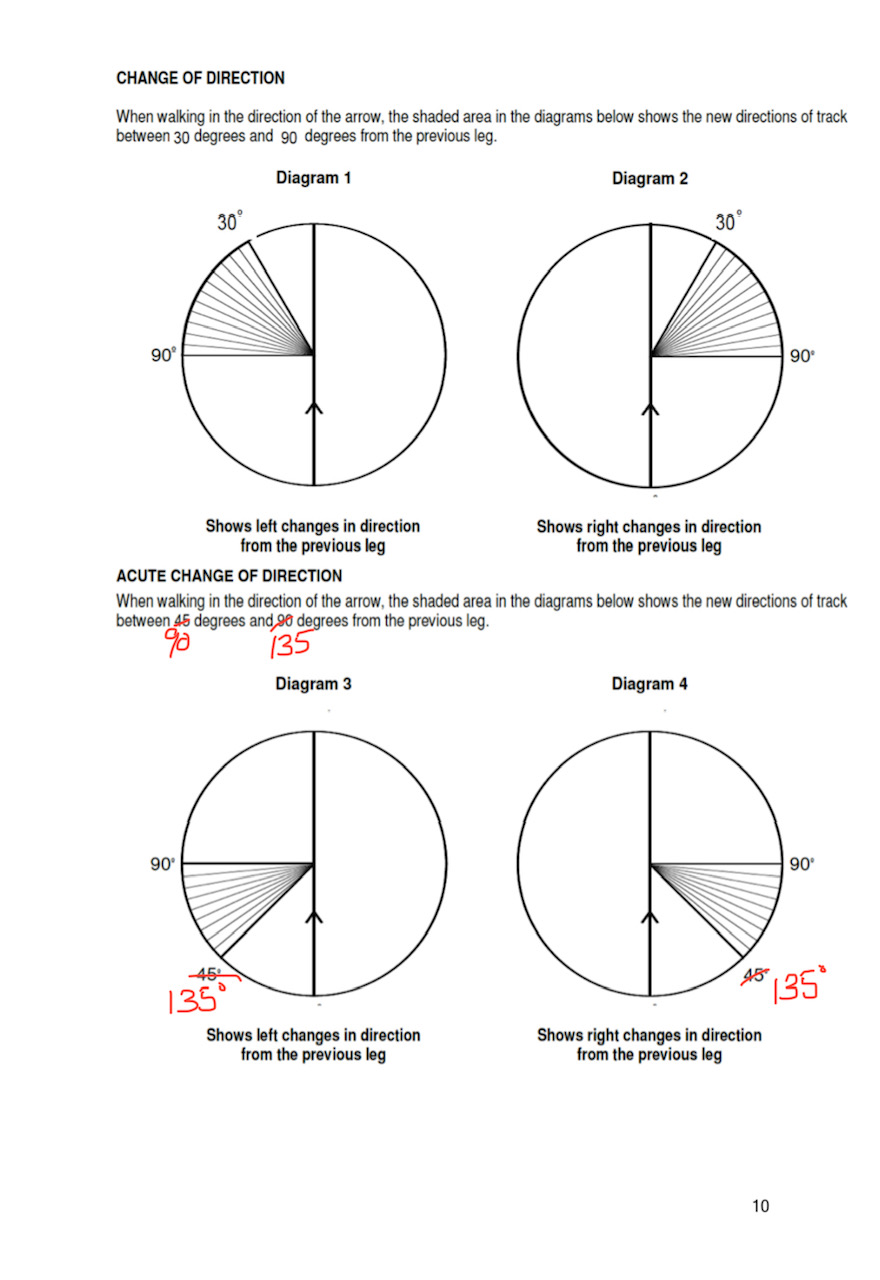 CHANGE OF DIRECTION
When walking in the direction of the arrow, the shaded area in the diagrams below shows the new directions of track
between 30 degrees and 90 degrees from the previous leg.
Diagram 1
Diagram 2
30°
30°
90°
90°
Shows left changes in direction
from the previous leg
Shows right changes in direction
from the previous leg
ACUTE CHANGE OF DIRECTION
When walking in the direction of the arrow, the shaded area in the diagrams below shows the new directions of track
between 45 degrees and 90 degrees from the previous leg.
90
135
Diagram 3
Diagram 4
90°
90°
45°
45°
135°
135°
Shows left changes in direction
from the previous leg
Shows right changes in direction
from the previous leg
10